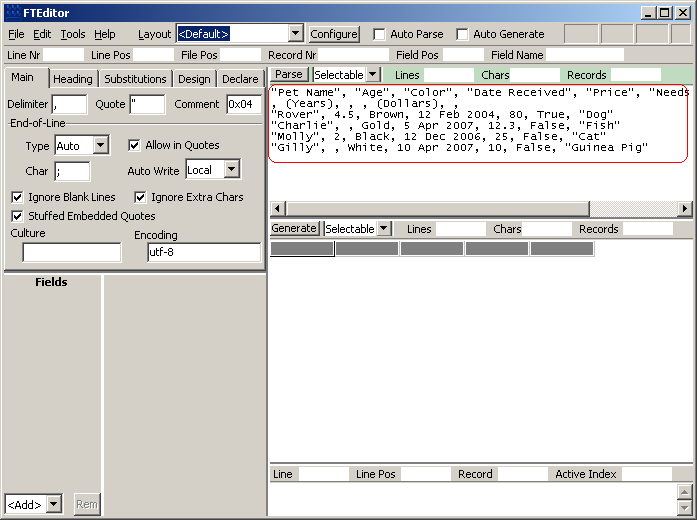 FTEditor
File Edit Tools Help Layout <Default> Configure Auto Parse Auto Generate
Line Nr Line Pos File Pos Record Nr Field Pos Field Name
Main Heading Substitutions Design Declare
Delimiter , Quote " Comment 0x04
End-of-Line
Type Auto Allow in Quotes
Char ; Auto Write Local
Ignore Blank Lines Ignore Extra Chars
Stuffed Embedded Quotes
Culture Encoding
utf-8
Fields
<Add> Rem
Parse Selectable Lines Chars Records
"Pet Name", "Age", "Color", "Date Received", "Price", "Needs
, (Years), , , (Dollars), ,
"Rover", 4.5, Brown, 12 Feb 2004, 80, True, "Dog"
"Charlie", , Gold, 5 Apr 2007, 12.3, False, "Fish"
"Molly", 2, Black, 12 Dec 2006, 25, False, "Cat"
"Gilly", , White, 10 Apr 2007, 10, False, "Guinea Pig"
Generate Selectable Lines Chars Records
Line Line Pos Record Active Index